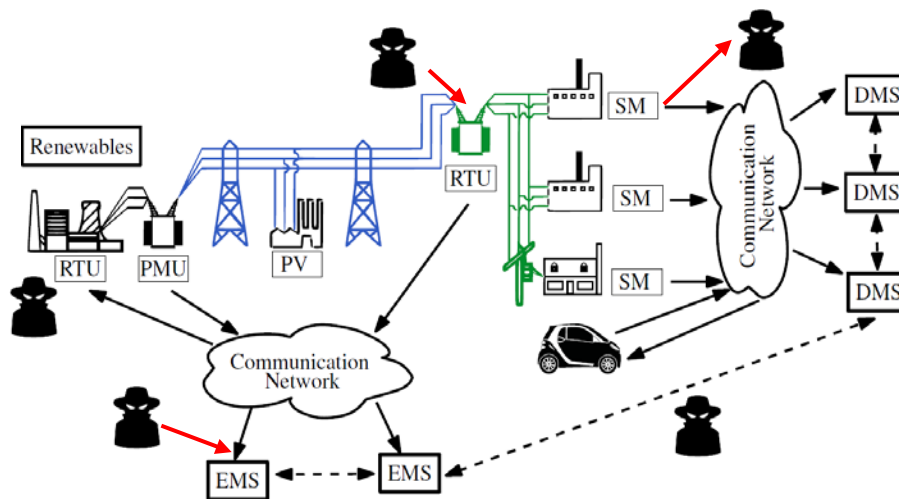 SM
DMS
Renewables
RTU
DMS
SM
Communication
Network
RTU
PMU
PV
SM
DMS
Communication
Network
EMS
EMS